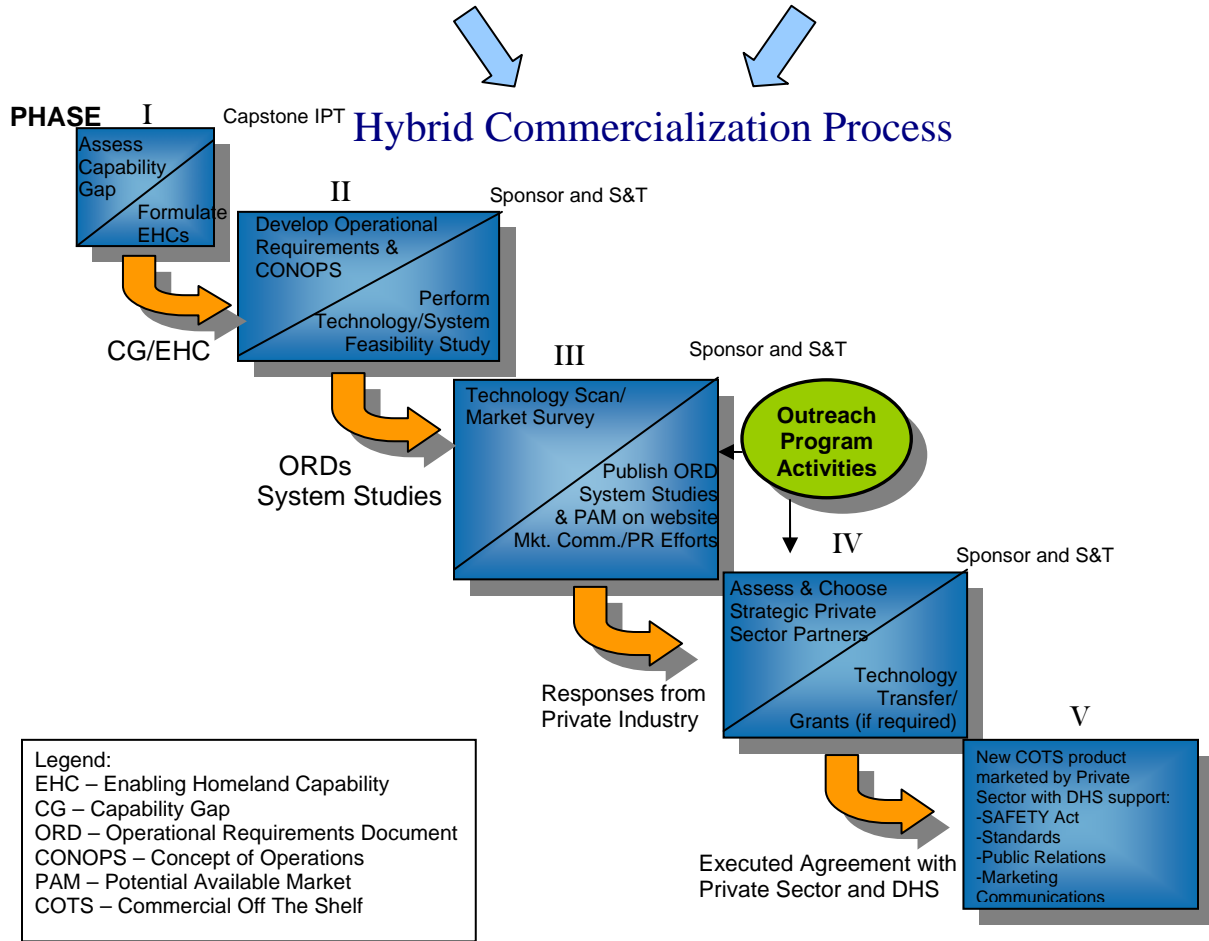 Hybrid Commercialization Process
PHASE
I
Capstone IPT
Assess
Capability
Gap
Formulate
EHCs
CG/EHC
II
Sponsor and S&T
Develop Operational
Requirements &
CONOPS
Perform
Technology/System
Feasibility Study
ORDs
System Studies
III
Sponsor and S&T
Technology Scan/
Market Survey
Publish ORD
System Studies
& PAM on website
Mkt. Comm./PR Efforts
Outreach
Program
Activities
Responses from
Private Industry
IV
Sponsor and S&T
Assess & Choose
Strategic Private
Sector Partners
Technology
Transfer/
Grants (if required)
Executed Agreement with
Private Sector and DHS
V
New COTS product
marketed by Private
Sector with DHS support:
-SAFETY Act
-Standards
-Public Relations
-Marketing
Communications
Legend:
EHC – Enabling Homeland Capability
CG – Capability Gap
ORD – Operational Requirements Document
CONOPS – Concept of Operations
PAM – Potential Available Market
COTS – Commercial Off The Shelf